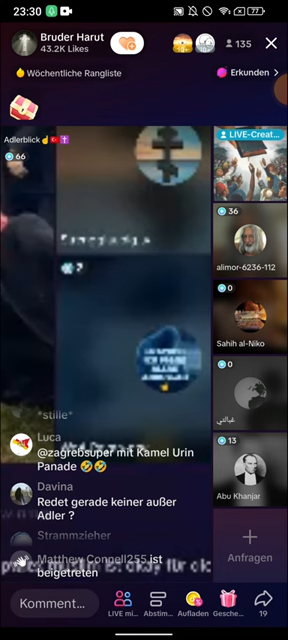 23:30
77
Bruder Harut
43.2K Likes
135
Wöchentliche Rangliste
Erkunden >
Adlerblick
66
LIVE-Creat...
2
36
alimor-6236-112
0
Sahih al-Niko
0
13
Abu Khanjar
*stille*
Luca
@zagrebsuper mit Kamel Urin
Panade 🤣🤣
Davina
Redet gerade keiner außer
Adler ?
Strammzieher
Matthew Connell255 ist
beigetreten
Anfragen
Komment...
LIVE mi...
Abstim...
Aufladen
Gesche...
19